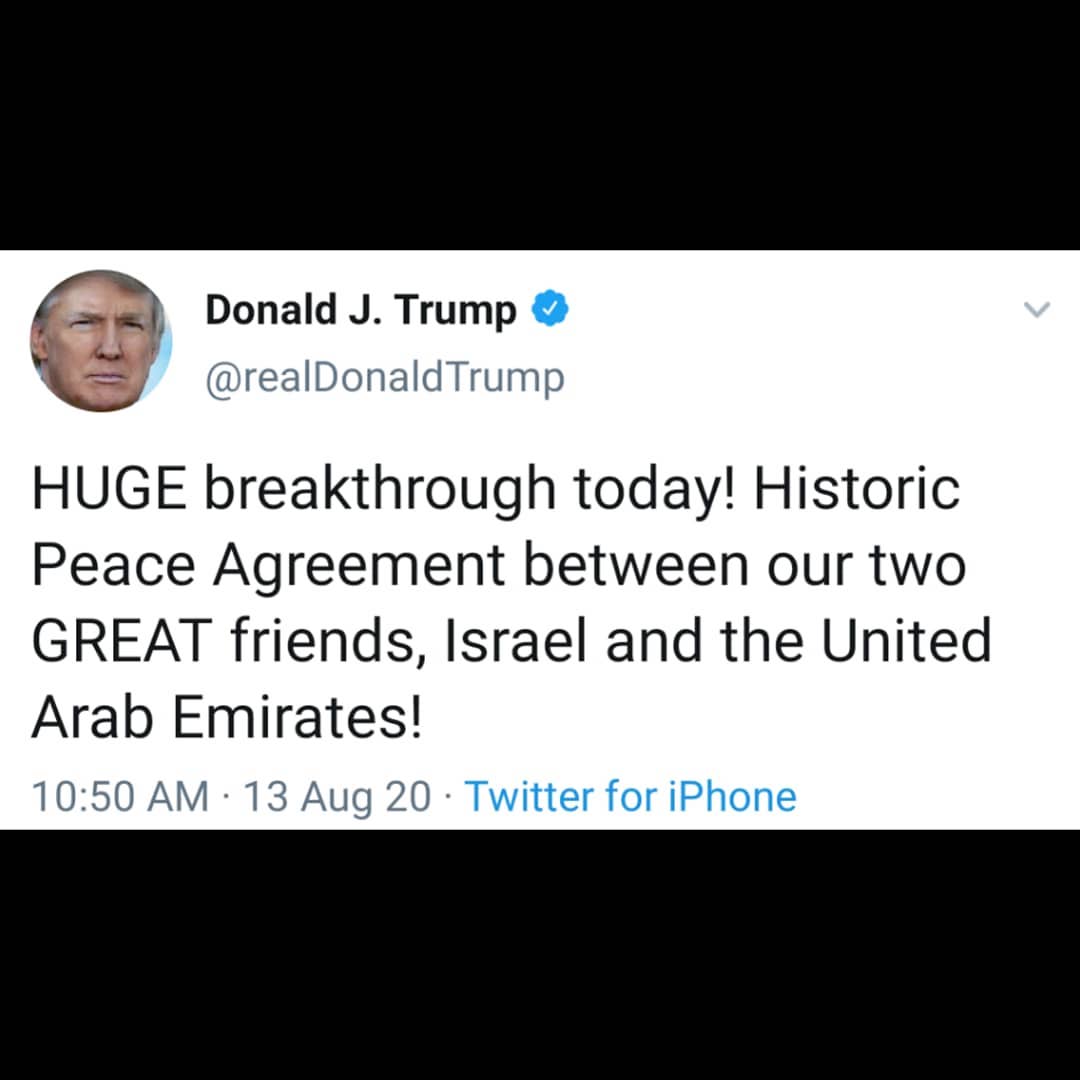 Donald J. Trump
@realDonaldTrump
HUGE breakthrough today! Historic
Peace Agreement between our two
GREAT friends, Israel and the United
Arab Emirates!
10:50 AM · 13 Aug 20 · Twitter for iPhone